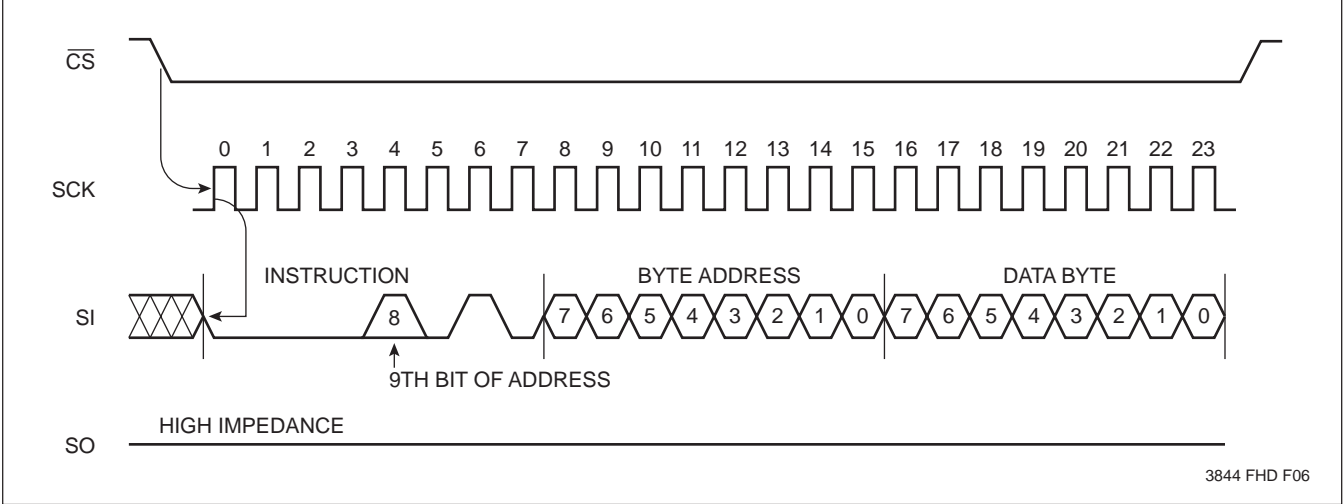 CS
0 1 2 3 4 5 6 7 8 9 10 11 12 13 14 15 16 17 18 19 20 21 22 23
SCK
INSTRUCTION BYTE ADDRESS DATA BYTE
SI 8 7 6 5 4 3 2 1 0 7 6 5 4 3 2 1 0
9TH BIT OF ADDRESS
HIGH IMPEDANCE
SO
3844 FHD F06